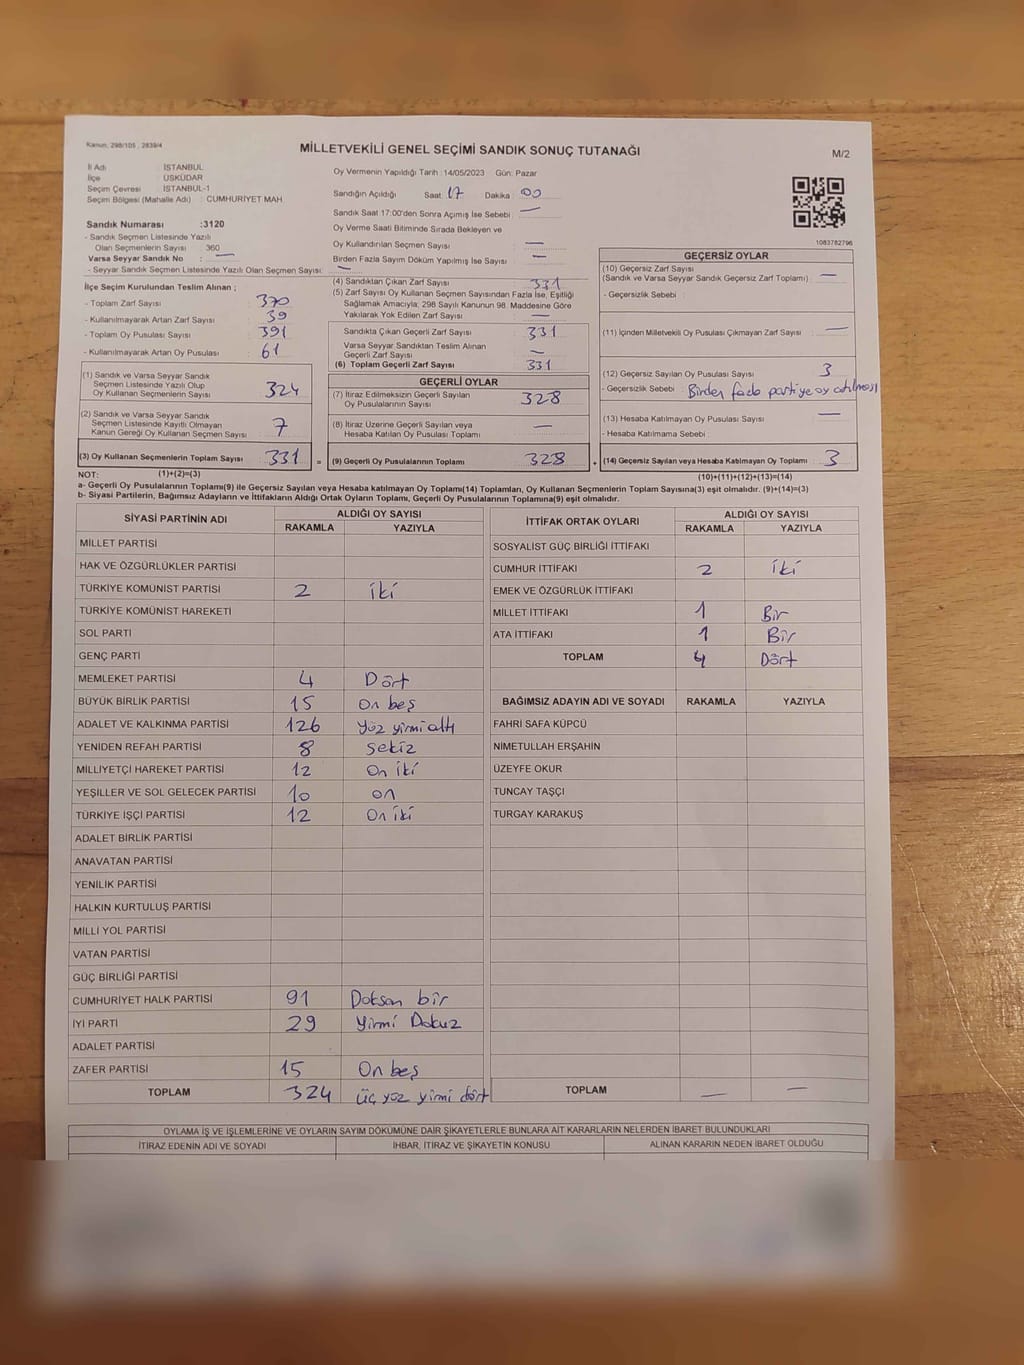 Kanun, 298/105 , 2839/4
MİLLETVEKİLİ GENEL SEÇİMİ SANDIK SONUÇ TUTANAĞI
M/2
İl Adı İSTANBUL
İlçe ÜSKÜDAR
Seçim Çevresi İSTANBUL-1
Seçim Bölgesi (Mahalle Adı) : CUMHURİYET MAH.
Sandık Numarası :3120
- Sandık Seçmen Listesinde Yazılı
Olan Seçmenlerin Sayısı : 360
Varsa Seyyar Sandık No : —
- Seyyar Sandık Seçmen Listesinde Yazılı Olan Seçmen Sayısı: —
Oy Vermenin Yapıldığı Tarih : 14/05/2023 Gün: Pazar
Sandığın Açıldığı Saat: 17 Dakika: 00
Sandık Saat 17:00'den Sonra Açımış İse Sebebi : —
Oy Verme Saati Bitiminde Sırada Bekleyen ve
Oy Kullandırılan Seçmen Sayısı : —
Birden Fazla Sayım Döküm Yapılmış İse Sayısı : —
1083782796
İlçe Seçim Kurulundan Teslim Alınan ;
- Toplam Zarf Sayısı : 370
- Kullanılmayarak Artan Zarf Sayısı : 39
- Toplam Oy Pusulası Sayısı : 391
- Kullanılmayarak Artan Oy Pusulası : 61
(1) Sandık ve Varsa Seyyar Sandık
Seçmen Listesinde Yazılı Olup
Oy Kullanan Seçmenlerin Sayısı : 324
(2) Sandık ve Varsa Seyyar Sandık
Seçmen Listesinde Kayıtlı Olmayan
Kanun Gereği Oy Kullanan Seçmen Sayısı : 7
(3) Oy Kullanan Seçmenlerin Toplam Sayısı 331 =
(4) Sandıktan Çıkan Zarf Sayısı : 331
(5) Zarf Sayısı Oy Kullanan Seçmen Sayısından Fazla İse, Eşitliği
Sağlamak Amacıyla; 298 Sayılı Kanunun 98. Maddesine Göre
Yakılarak Yok Edilen Zarf Sayısı : —
Sandıkta Çıkan Geçerli Zarf Sayısı : 331
Varsa Seyyar Sandıktan Teslim Alınan
Geçerli Zarf Sayısı : —
(6) Toplam Geçerli Zarf Sayısı : 331
GEÇERLİ OYLAR
(7) İtiraz Edilmeksizin Geçerli Sayılan
Oy Pusulalarının Sayısı : 328
(8) İtiraz Üzerine Geçerli Sayılan veya
Hesaba Katılan Oy Pusulası Toplamı : —
(9) Geçerli Oy Pusulalarının Toplamı : 328 +
GEÇERSİZ OYLAR
(10) Geçersiz Zarf Sayısı
(Sandık ve Varsa Seyyar Sandık Geçersiz Zarf Toplamı) : —
- Geçersizlik Sebebi :
(11) İçinden Milletvekili Oy Pusulası Çıkmayan Zarf Sayısı : —
(12) Geçersiz Sayılan Oy Pusulası Sayısı : 3
- Geçersizlik Sebebi : Birden fazla partiye oy atılması
(13) Hesaba Katılmayan Oy Pusulası Sayısı : —
- Hesaba Katılmama Sebebi :
(14) Geçersiz Sayılan veya Hesaba Katılmayan Oy Toplamı : 3
NOT: (1)+(2)=(3)
(10)+(11)+(12)+(13)=(14)
a- Geçerli Oy Pusulalarının Toplamı(9) ile Geçersiz Sayılan veya Hesaba Katılmayan Oy Toplamı(14) Toplamları, Oy Kullanan Seçmenlerin Toplam Sayısına(3) eşit olmalıdır. (9)+(14)=(3)
b- Siyasi Partilerin, Bağımsız Adayların ve İttifakların Aldığı Ortak Oyların Toplamı, Geçerli Oy Pusulalarının Toplamına(9) eşit olmalıdır.
SİYASİ PARTİNİN ADI ALDIĞI OY SAYISI
RAKAMLA YAZIYLA
MİLLET PARTİSİ
HAK VE ÖZGÜRLÜKLER PARTİSİ
TÜRKİYE KOMÜNİST PARTİSİ 2 iki
TÜRKİYE KOMÜNİST HAREKETİ
SOL PARTİ
GENÇ PARTİ
MEMLEKET PARTİSİ 4 Dört
BÜYÜK BİRLİK PARTİSİ 15 On beş
ADALET VE KALKINMA PARTİSİ 126 Yüz yirmi altı
YENİDEN REFAH PARTİSİ 8 Sekiz
MİLLİYETÇİ HAREKET PARTİSİ 12 On iki
YEŞİLLER VE SOL GELECEK PARTİSİ 10 on
TÜRKİYE İŞÇİ PARTİSİ 12 On iki
ADALET BİRLİK PARTİSİ
ANAVATAN PARTİSİ
YENİLİK PARTİSİ
HALKIN KURTULUŞ PARTİSİ
MİLLİ YOL PARTİSİ
VATAN PARTİSİ
GÜÇ BİRLİĞİ PARTİSİ
CUMHURİYET HALK PARTİSİ 91 Doksan bir
İYİ PARTİ 29 Yirmi Dokuz
ADALET PARTİSİ
ZAFER PARTİSİ 15 On beş
TOPLAM 324 üç yüz yirmi dört
İTTİFAK ORTAK OYLARI ALDIĞI OY SAYISI
RAKAMLA YAZIYLA
SOSYALİST GÜÇ BİRLİĞİ İTTİFAKI
CUMHUR İTTİFAKI 2 iki
EMEK VE ÖZGÜRLÜK İTTİFAKI
MİLLET İTTİFAKI 1 Bir
ATA İTTİFAKI 1 Bir
TOPLAM 4 Dört
BAĞIMSIZ ADAYIN ADI VE SOYADI RAKAMLA YAZIYLA
FAHRİ SAFA KÜPCÜ
NİMETULLAH ERŞAHİN
ÜZEYFE OKUR
TUNCAY TAŞÇI
TURGAY KARAKUŞ
TOPLAM — —
OYLAMA İŞ VE İŞLEMLERİNE VE OYLARIN SAYIM DÖKÜMÜNE DAİR ŞİKAYETLERLE BUNLARA AİT KARARLARIN NELERDEN İBARET BULUNDUKLARI
İTİRAZ EDENİN ADI VE SOYADI İHBAR, İTİRAZ VE ŞİKAYETİN KONUSU ALINAN KARARIN NEDEN İBARET OLDUĞU